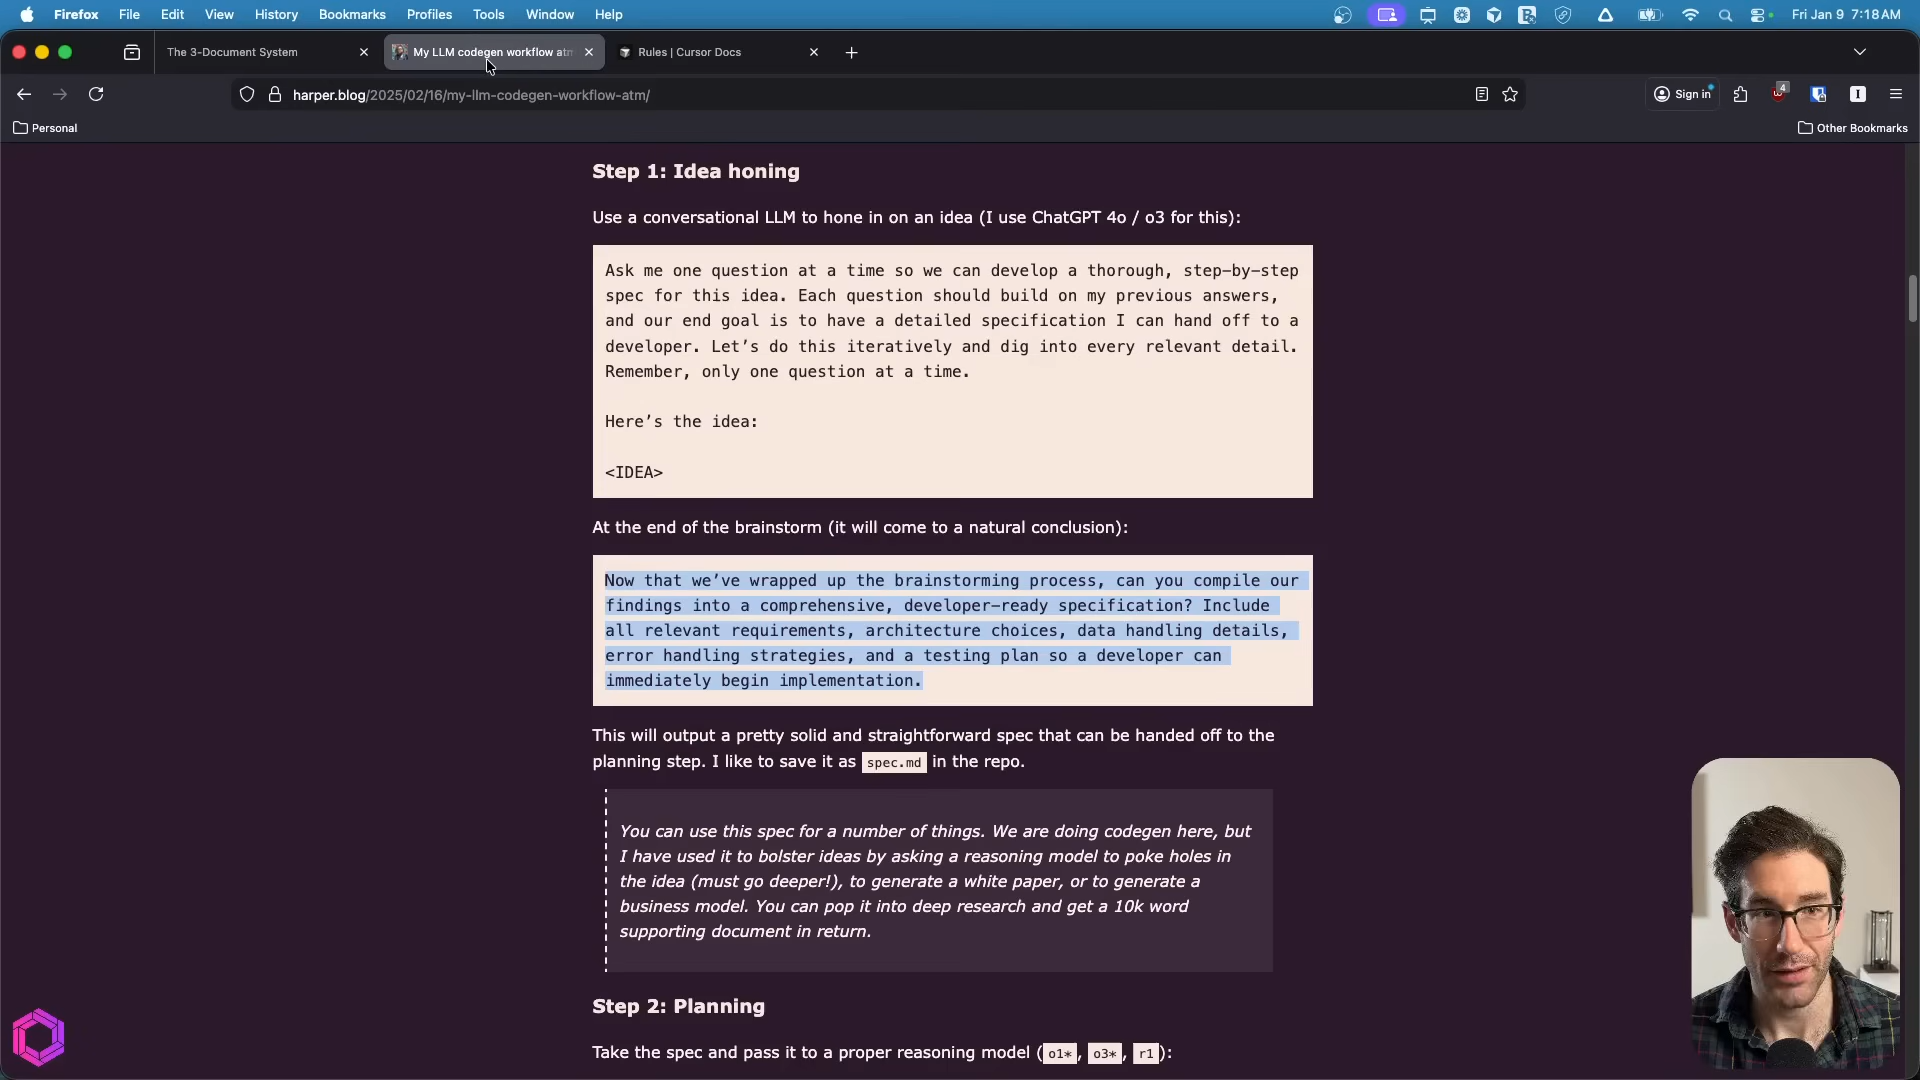 Firefox File Edit View History Bookmarks Profiles Tools Window Help Fri Jan 9 7:18 AM
The 3-Document System My LLM codegen workflow atm Rules | Cursor Docs
harper.blog/2025/02/16/my-llm-codegen-workflow-atm/ Sign in 4
Personal Other Bookmarks
Step 1: Idea honing
Use a conversational LLM to hone in on an idea (I use ChatGPT 4o / o3 for this):
Ask me one question at a time so we can develop a thorough, step-by-step
spec for this idea. Each question should build on my previous answers,
and our end goal is to have a detailed specification I can hand off to a
developer. Let’s do this iteratively and dig into every relevant detail.
Remember, only one question at a time.
Here’s the idea:
<IDEA>
At the end of the brainstorm (it will come to a natural conclusion):
Now that we’ve wrapped up the brainstorming process, can you compile our
findings into a comprehensive, developer-ready specification? Include
all relevant requirements, architecture choices, data handling details,
error handling strategies, and a testing plan so a developer can
immediately begin implementation.
This will output a pretty solid and straightforward spec that can be handed off to the
planning step. I like to save it as spec.md in the repo.
You can use this spec for a number of things. We are doing codegen here, but
I have used it to bolster ideas by asking a reasoning model to poke holes in
the idea (must go deeper!), to generate a white paper, or to generate a
business model. You can pop it into deep research and get a 10k word
supporting document in return.
Step 2: Planning
Take the spec and pass it to a proper reasoning model (o1*, o3*, r1):